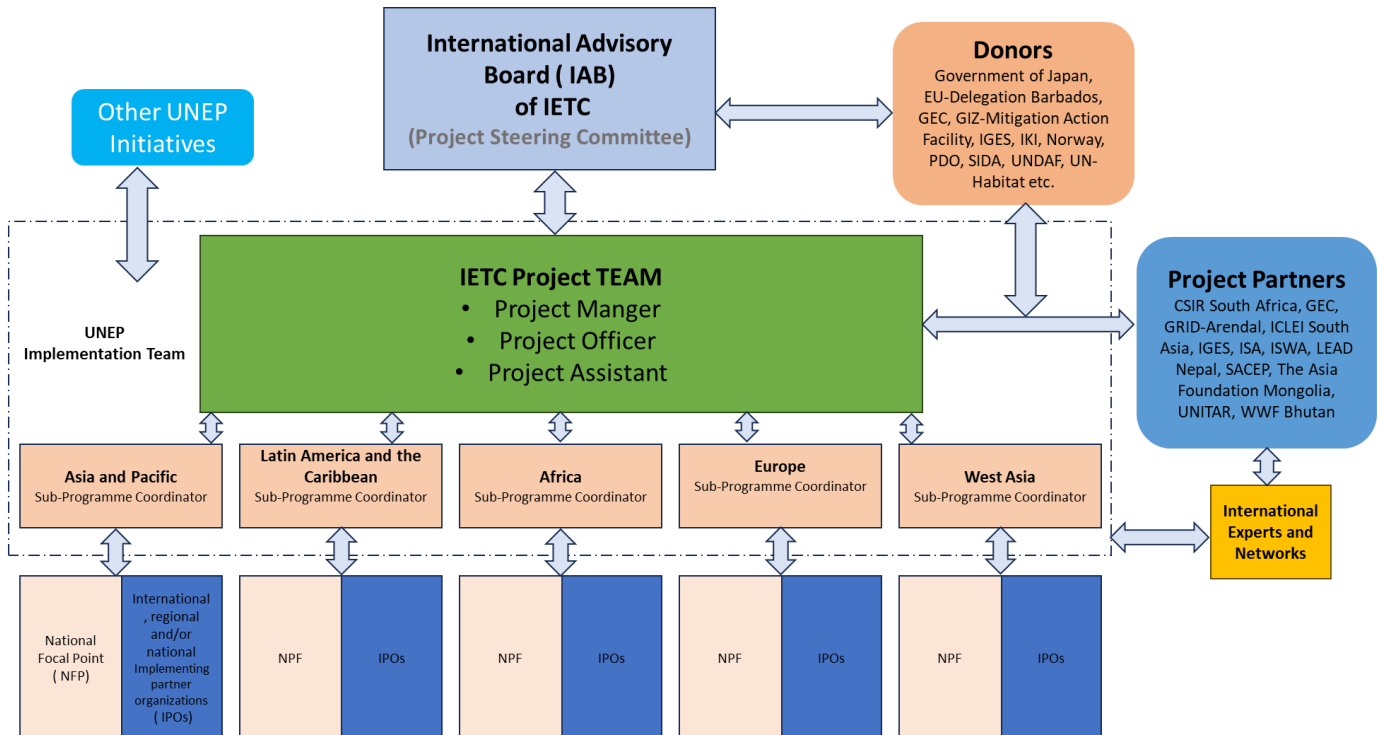 International Advisory
Board ( IAB)
of IETC
(Project Steering Committee)
Donors
Government of Japan,
EU-Delegation Barbados,
GEC, GIZ-Mitigation Action
Facility, IGES, IKI, Norway,
PDO, SIDA, UNDAF, UN-
Habitat etc.
Other UNEP
Initiatives
IETC Project TEAM
• Project Manger
• Project Officer
• Project Assistant
UNEP
Implementation Team
Project Partners
CSIR South Africa, GEC,
GRID-Arendal, ICLEI South
Asia, IGES, ISA, ISWA, LEAD
Nepal, SACEP, The Asia
Foundation Mongolia,
UNITAR, WWF Bhutan
Asia and Pacific
Sub-Programme Coordinator
Latin America and the
Caribbean
Sub-Programme Coordinator
Africa
Sub-Programme Coordinator
Europe
Sub-Programme Coordinator
West Asia
Sub-Programme Coordinator
International
Experts and
Networks
National
Focal Point
( NFP)
International
, regional
and/or
national
Implementing
partner
organizations
( IPOs)
NPF
IPOs
NPF
IPOs
NPF
IPOs
NPF
IPOs